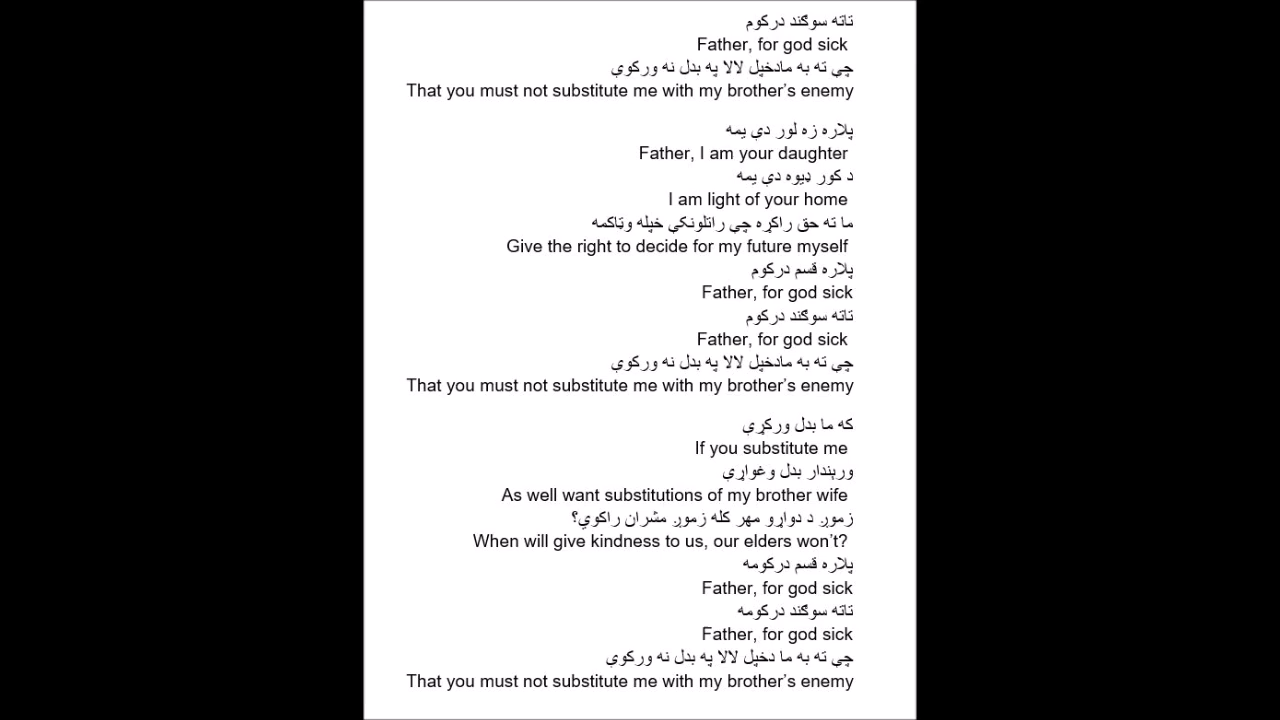 تاته سوګند درکوم
Father, for god sick
چې ته به مادخپل لالا په بدل نه ورکوې
That you must not substitute me with my brother's enemy
پلاره زه لور دې يمه
Father, I am your daughter
د کور ډيوه دې يمه
I am light of your home
ما ته حق راکړه چې راتلونکې خپله وټاکمه
Give the right to decide for my future myself
پلاره قسم درکوم
Father, for god sick
تاته سوګند درکوم
Father, for god sick
چې ته به مادخپل لالا په بدل نه ورکوې
That you must not substitute me with my brother's enemy
که ما بدل ورکړې
If you substitute me
ورېندار بدل وغواړې
As well want substitutions of my brother wife
زموږ د دواړو مهر کله زموږ مشران راکوي؟
When will give kindness to us, our elders won't?
پلاره قسم درکومه
Father, for god sick
تاته سوګند درکومه
Father, for god sick
چې ته به ما دخپل لالا په بدل نه ورکوې
That you must not substitute me with my brother's enemy